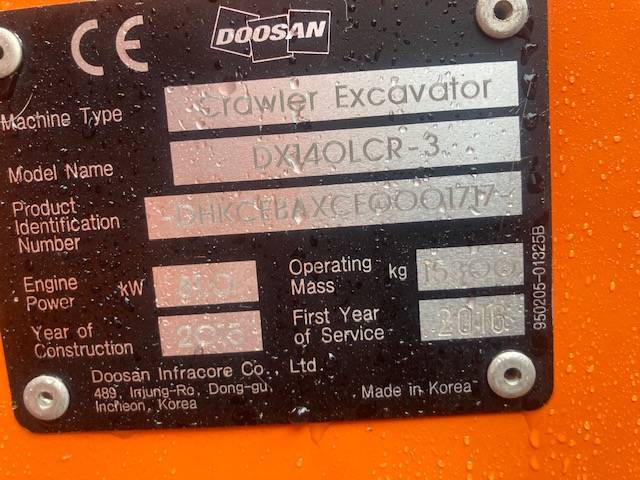 CE
DOOSAN
Machine Type Crawler Excavator
Model Name DX140LCR-3
Product
Identification
Number
Engine
Power kW
Operating
Mass kg 15300
Year of
Construction 2015
First Year
of Service 2016
Doosan Infracore Co., Ltd.
489, Injung-Ro, Dong-gu,
Incheon, Korea
Made in Korea
950205-01325B